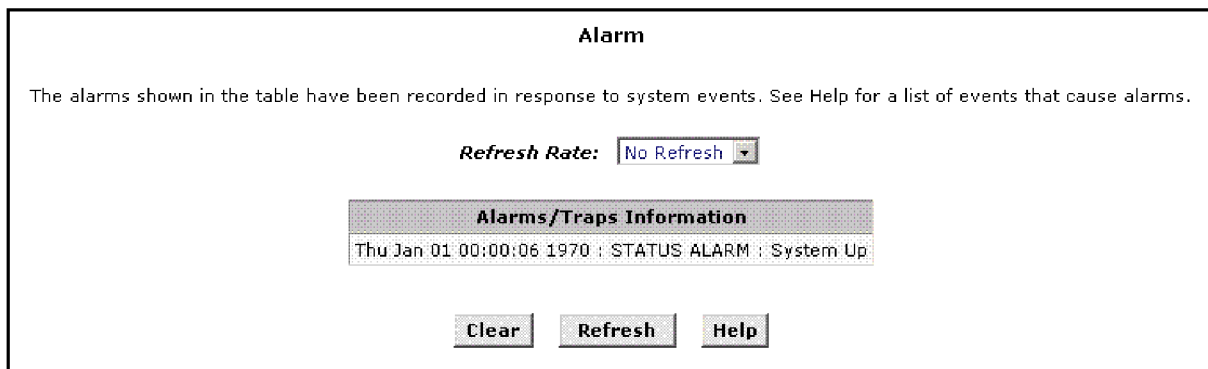 Alarm
The alarms shown in the table have been recorded in response to system events. See Help for a list of events that cause alarms.
Refresh Rate: No Refresh
Alarms/Traps Information
Thu Jan 01 00:00:06 1970 : STATUS ALARM : System Up
Clear Refresh Help